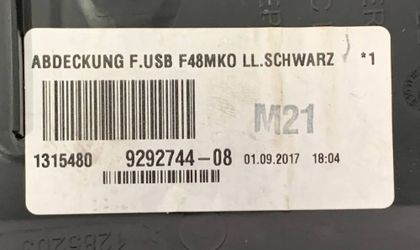 ABDECKUNG F.USB F48MKO LL.SCHWARZ *1
M21
1315480 9292744-08 01.09.2017 18:04